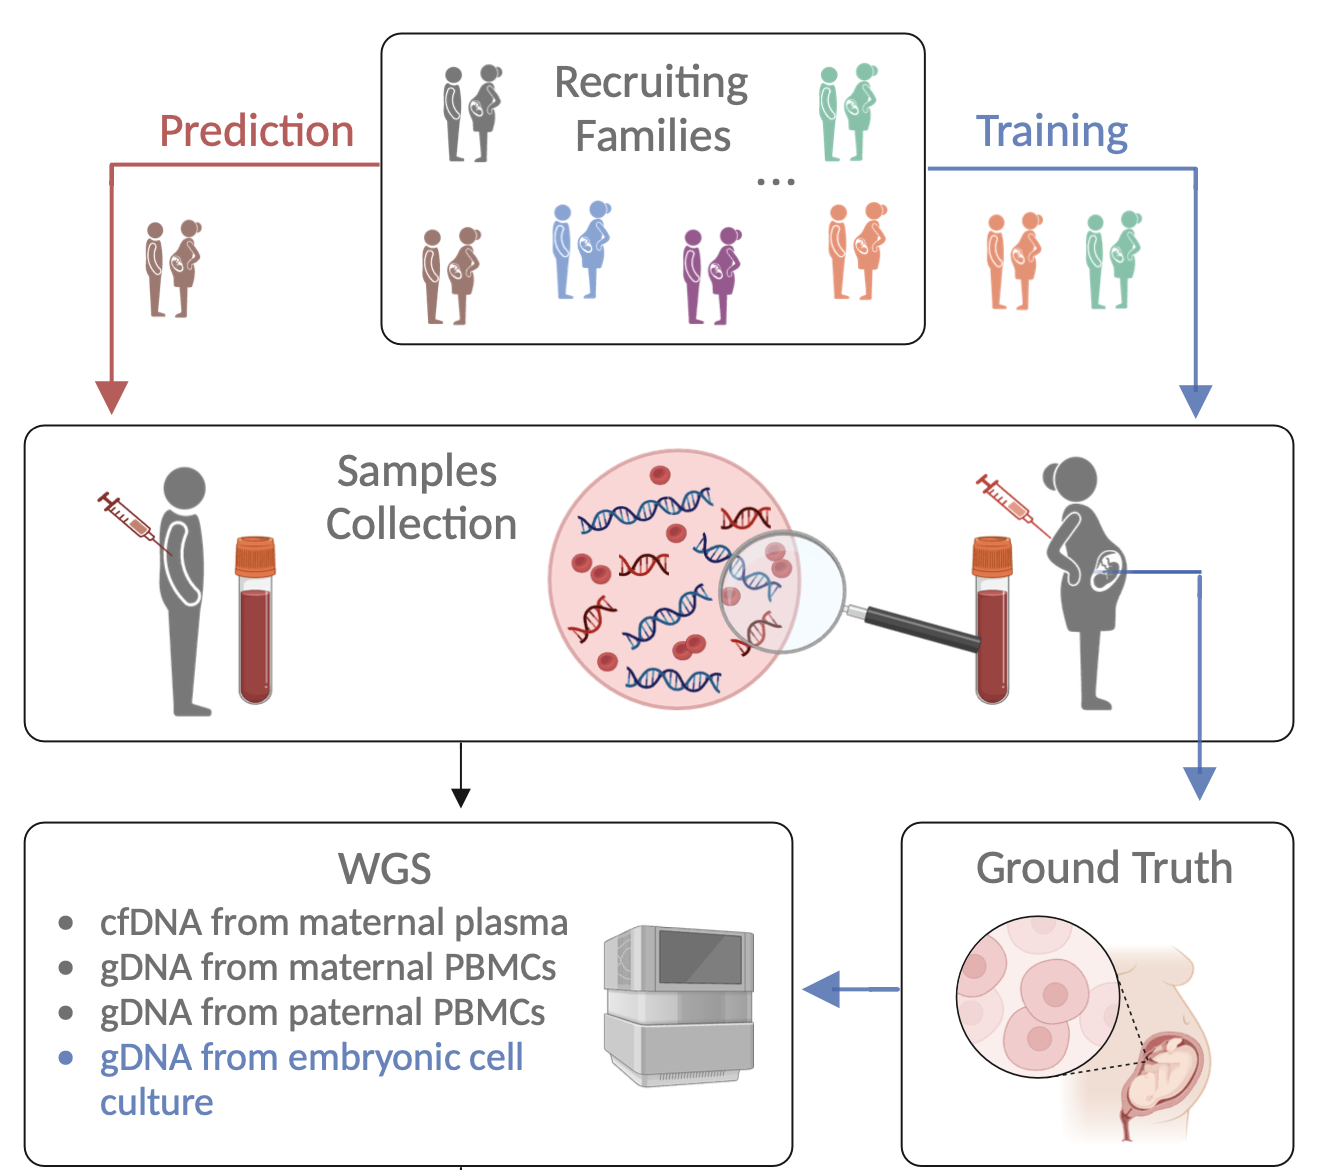 Recruiting
Families
Prediction
Training
...
Samples
Collection
WGS
• cfDNA from maternal plasma
• gDNA from maternal PBMCs
• gDNA from paternal PBMCs
• gDNA from embryonic cell
culture
Ground Truth